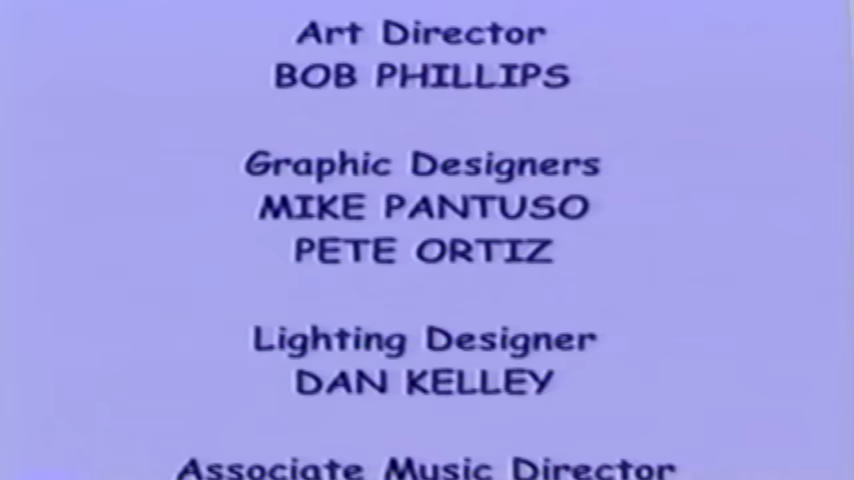 Art Director
BOB PHILLIPS
Graphic Designers
MIKE PANTUSO
PETE ORTIZ
Lighting Designer
DAN KELLEY
Associate Music Director